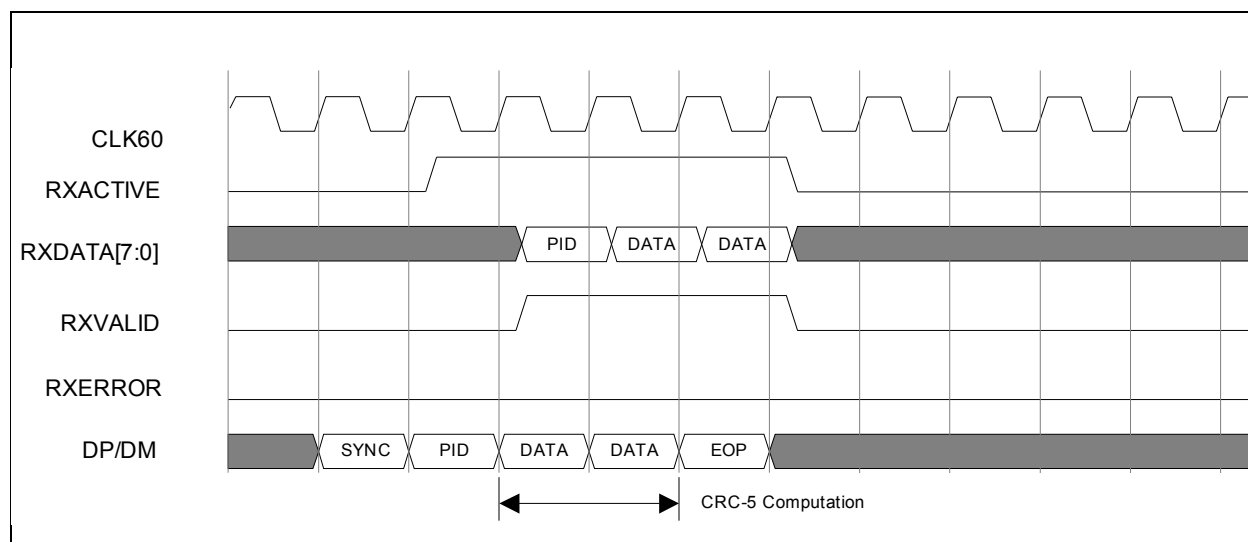 CLK60
RXACTIVE
RXDATA[7:0] PID DATA DATA
RXVALID
RXERROR
DP/DM SYNC PID DATA DATA EOP
CRC-5 Computation